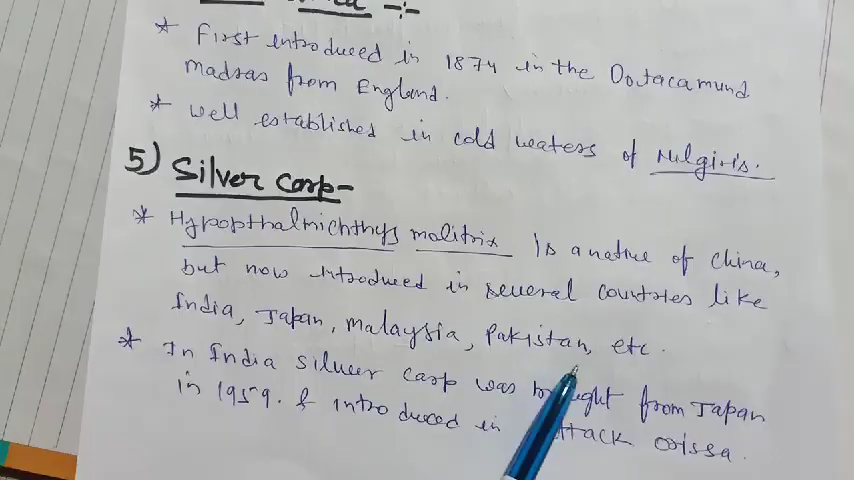 * First introduced in 1874 in the Ootacamund
Madras from England.
* Well established in cold waters of Nilgiris.
5) Silver Carp-
* Hypopthalmichthys molitrix is a native of China,
but now introduced in several countries like
India, Japan, Malaysia, Pakistan, etc.
* In India silver carp was brought from Japan
in 1959. & introduced in orissa.